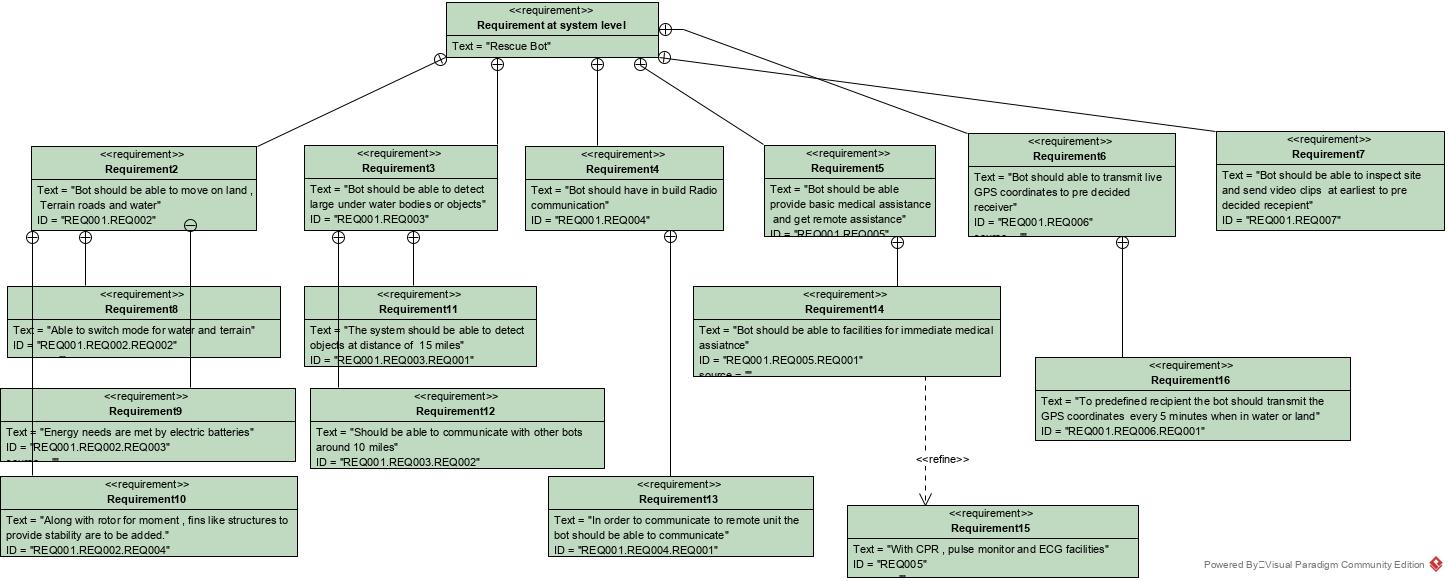 <<requirement>>
Requirement at system level
Text = "Rescue Bot"
<<requirement>>
Requirement2
Text = "Bot should be able to move on land ,
Terrain roads and water"
ID = "REQ001.REQ002"
<<requirement>>
Requirement3
Text = "Bot should be able to detect
large under water bodies or objects"
ID = "REQ001.REQ003"
<<requirement>>
Requirement4
Text = "Bot should have in build Radio
communication"
ID = "REQ001.REQ004"
<<requirement>>
Requirement5
Text = "Bot should be able
provide basic medical assistance
and get remote assistance"
ID = "REQ001.REQ005"
<<requirement>>
Requirement6
Text = "Bot should able to transmit live
GPS coordinates to pre decided
receiver"
ID = "REQ001.REQ006"
source = ""
<<requirement>>
Requirement7
Text = "Bot should be able to inspect site
and send video clips at earliest to pre
decided recepient"
ID = "REQ001.REQ007"
<<requirement>>
Requirement8
Text = "Able to switch mode for water and terrain"
ID = "REQ001.REQ002.REQ002"
<<requirement>>
Requirement11
Text = "The system should be able to detect
objects at distance of 15 miles"
ID = "REQ001.REQ003.REQ001"
<<requirement>>
Requirement14
Text = "Bot should be able to facilities for immediate medical
assiatnce"
ID = "REQ001.REQ005.REQ001"
source = ""
<<requirement>>
Requirement16
Text = "To predefined recipient the bot should transmit the
GPS coordinates every 5 minutes when in water or land"
ID = "REQ001.REQ006.REQ001"
<<requirement>>
Requirement9
Text = "Energy needs are met by electric batteries"
ID = "REQ001.REQ002.REQ003"
source = ""
<<requirement>>
Requirement12
Text = "Should be able to communicate with other bots
around 10 miles"
ID = "REQ001.REQ003.REQ002"
<<refine>>
<<requirement>>
Requirement10
Text = "Along with rotor for moment , fins like structures to
provide stability are to be added."
ID = "REQ001.REQ002.REQ004"
<<requirement>>
Requirement13
Text = "In order to communicate to remote unit the
bot should be able to communicate"
ID = "REQ001.REQ004.REQ001"
<<requirement>>
Requirement15
Text = "With CPR , pulse monitor and ECG facilities"
ID = "REQ005"
Powered By Visual Paradigm Community Edition